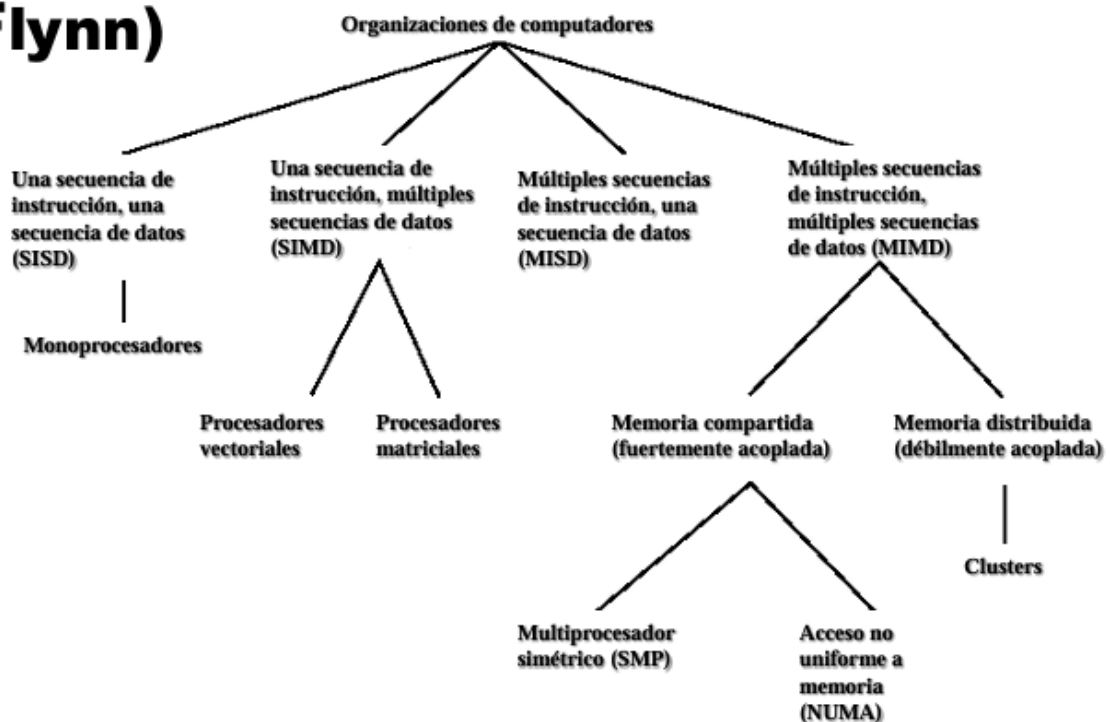 Flynn)
Organizaciones de computadores
Una secuencia de
instrucción, una
secuencia de datos
(SISD)
Una secuencia de
instrucción, múltiples
secuencias de datos
(SIMD)
Múltiples secuencias
de instrucción, una
secuencia de datos
(MISD)
Múltiples secuencias
de instrucción,
múltiples secuencias
de datos (MIMD)
Monoprocesadores
Procesadores
vectoriales
Procesadores
matriciales
Memoria compartida
(fuertemente acoplada)
Memoria distribuida
(débilmente acoplada)
Clusters
Multiprocesador
simétrico (SMP)
Acceso no
uniforme a
memoria
(NUMA)